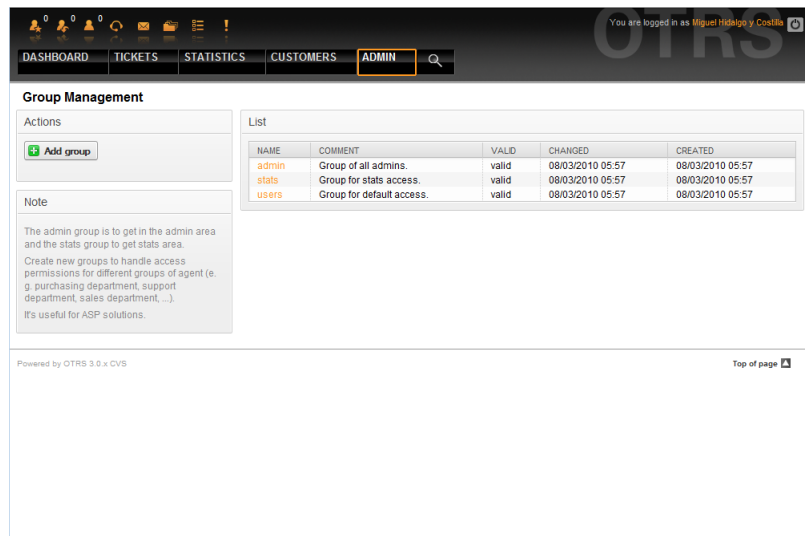 0 0 0
You are logged in as Miguel Hidalgo y Costilla
OTRS
DASHBOARD TICKETS STATISTICS CUSTOMERS ADMIN
Group Management
Actions
Add group
Note
The admin group is to get in the admin area
and the stats group to get stats area.
Create new groups to handle access
permissions for different groups of agent (e.
g. purchasing department, support
department, sales department, ...).
It's useful for ASP solutions.
List
NAME COMMENT VALID CHANGED CREATED
admin Group of all admins. valid 08/03/2010 05:57 08/03/2010 05:57
stats Group for stats access. valid 08/03/2010 05:57 08/03/2010 05:57
users Group for default access. valid 08/03/2010 05:57 08/03/2010 05:57
Powered by OTRS 3.0.x CVS
Top of page